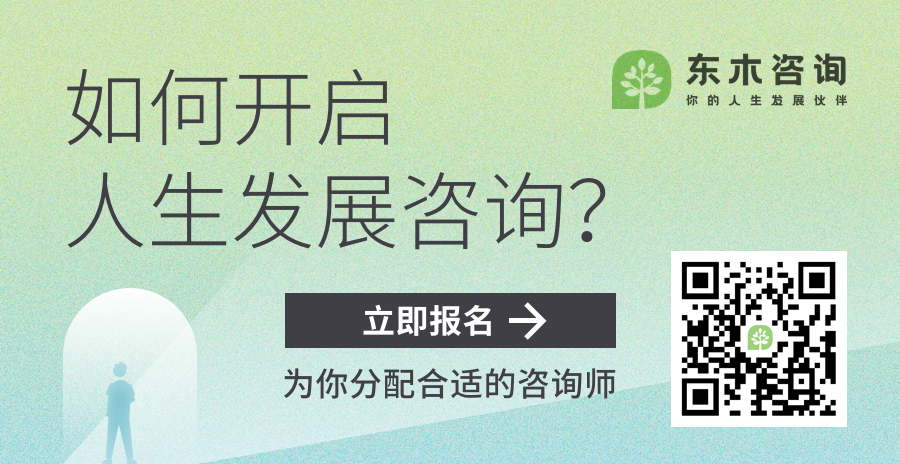 如何开启
人生发展咨询？
东木咨询
你的人生发展伙伴
立即报名
为你分配合适的咨询师